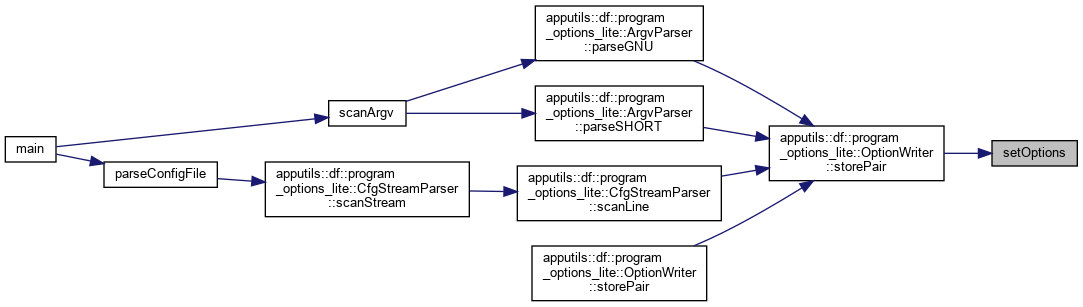 main
scanArgv
parseConfigFile
apputils::df::program
_options_lite::CfgStreamParser
::scanStream
apputils::df::program
_options_lite::ArgvParser
::parseGNU
apputils::df::program
_options_lite::ArgvParser
::parseSHORT
apputils::df::program
_options_lite::CfgStreamParser
::scanLine
apputils::df::program
_options_lite::OptionWriter
::storePair
apputils::df::program
_options_lite::OptionWriter
::storePair
setOptions